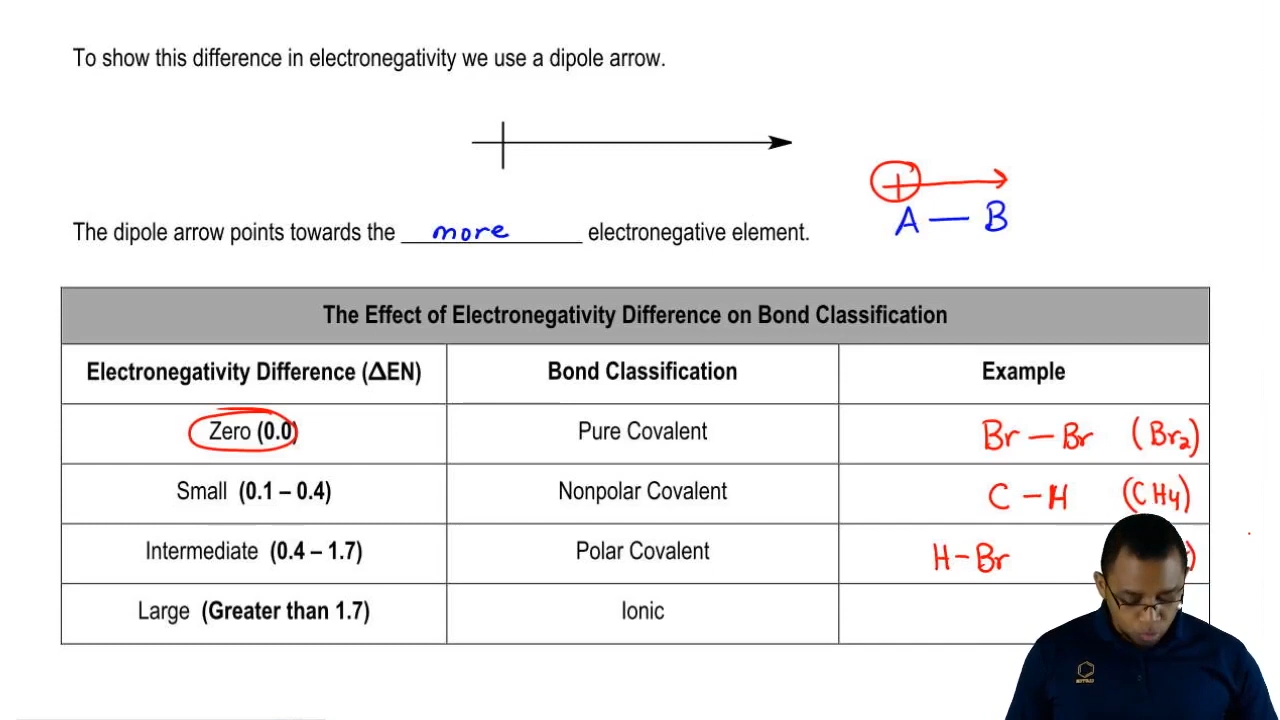 To show this difference in electronegativity we use a dipole arrow.
+
A — B
The dipole arrow points towards the more electronegative element.
The Effect of Electronegativity Difference on Bond Classification
Electronegativity Difference (ΔEN) Bond Classification Example
Zero (0.0) Pure Covalent Br – Br (Br₂)
Small (0.1 – 0.4) Nonpolar Covalent C – H (CH₄)
Intermediate (0.4 – 1.7) Polar Covalent H – Br )
Large (Greater than 1.7) Ionic